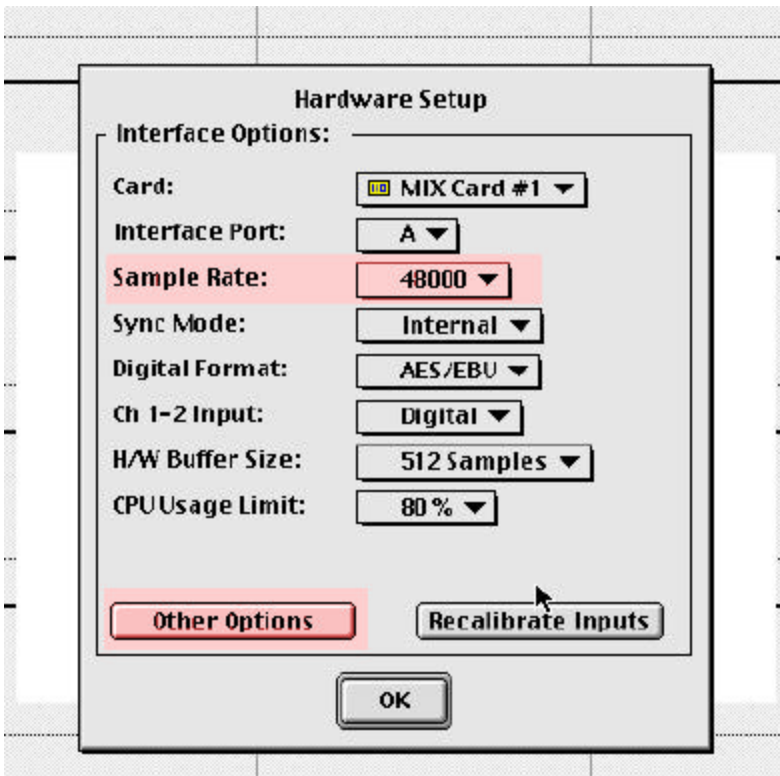 Hardware Setup
Interface Options:
Card: MIX Card #1
Interface Port: A
Sample Rate: 48000
Sync Mode: Internal
Digital Format: AES/EBU
Ch 1-2 Input: Digital
H/W Buffer Size: 512 Samples
CPU Usage Limit: 80 %
Other Options Recalibrate Inputs
OK